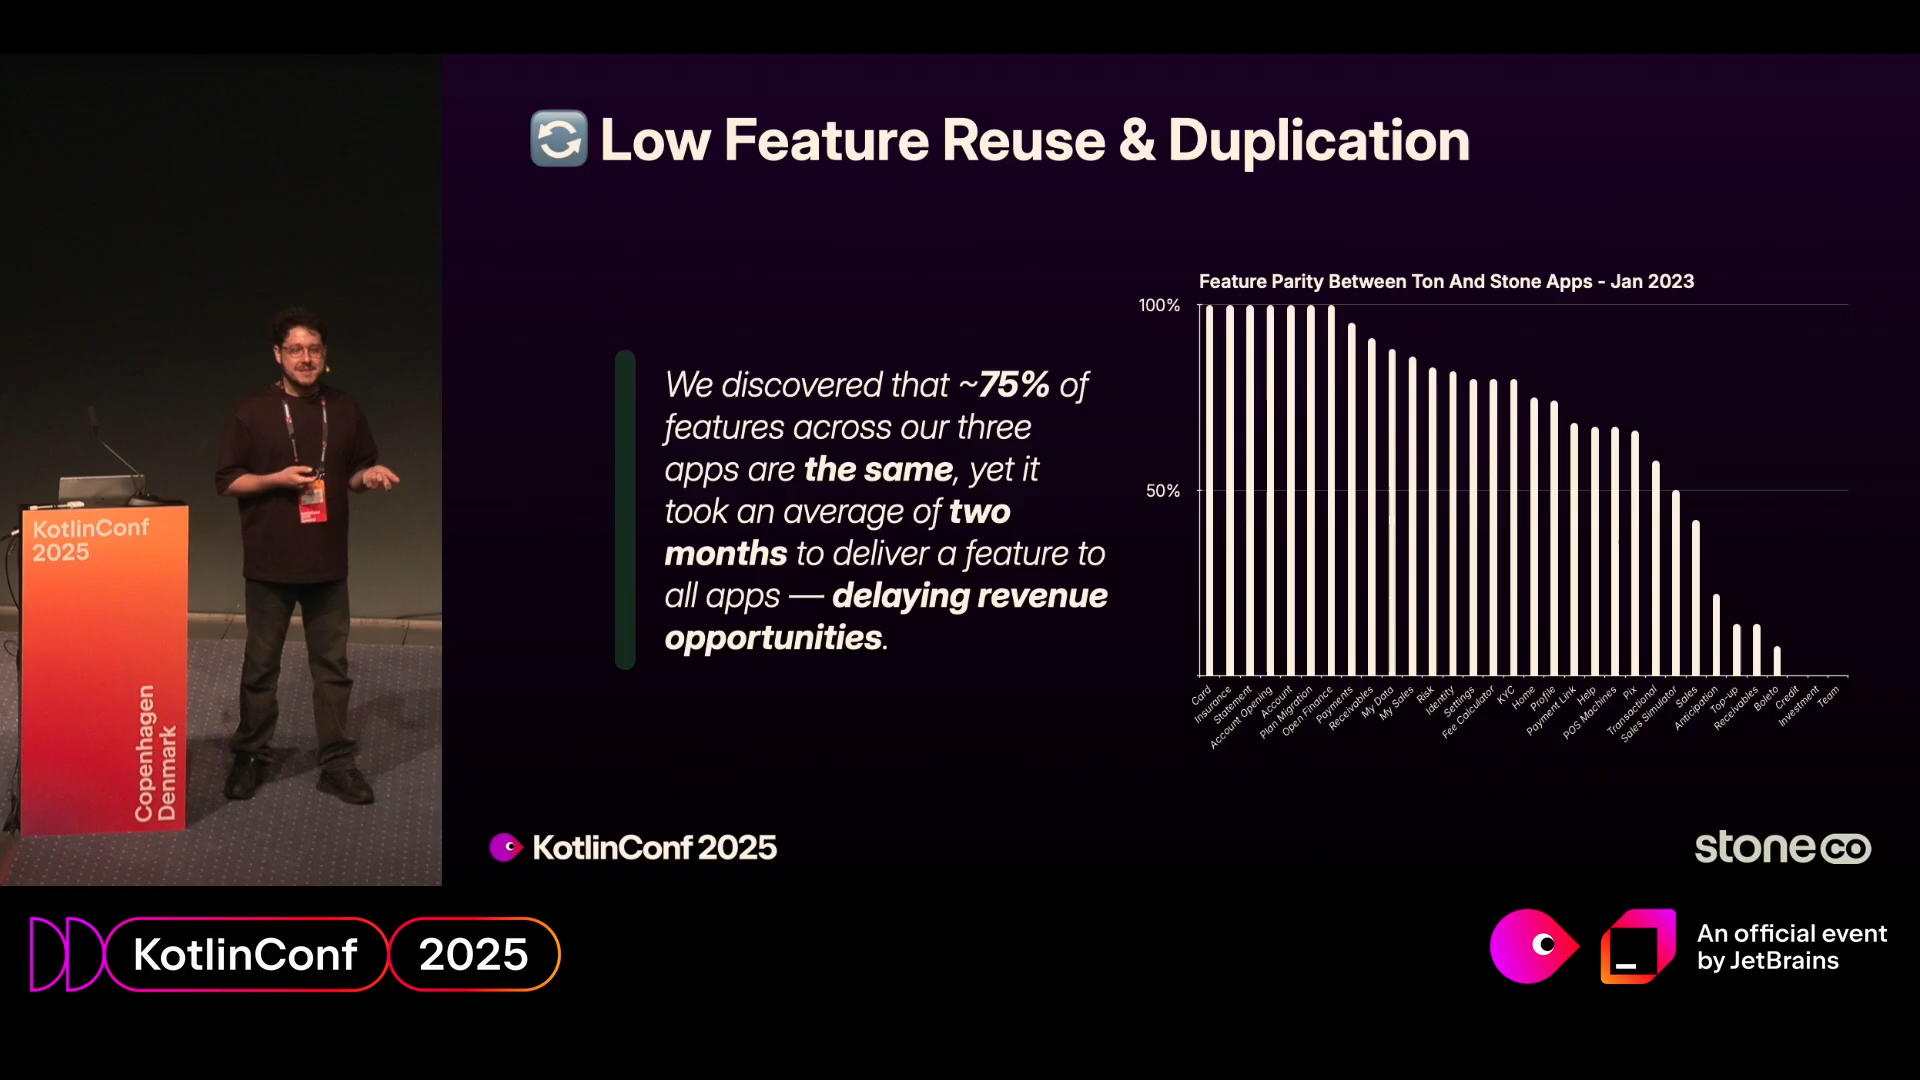 Low Feature Reuse & Duplication
We discovered that ~75% of
features across our three
apps are the same, yet it
took an average of two
months to deliver a feature to
all apps — delaying revenue
opportunities.
Feature Parity Between Ton And Stone Apps - Jan 2023
100%
50%
Card
Insurance
Statement
Account Opening
Account
Plan Migration
Open Finance
Payments
Receivables
My Data
My Sales
Risk
Identity
Settings
Fee Calculator
KYC
Home
Profile
Payment Link
Help
POS Machines
Pix
Transactional
Sales Simulator
Sales
Anticipation
Top-up
Receivables
Boleto
Credit
Investment
Team
KotlinConf
2025
Copenhagen
Denmark
KotlinConf 2025
stone co
KotlinConf 2025
An official event
by JetBrains